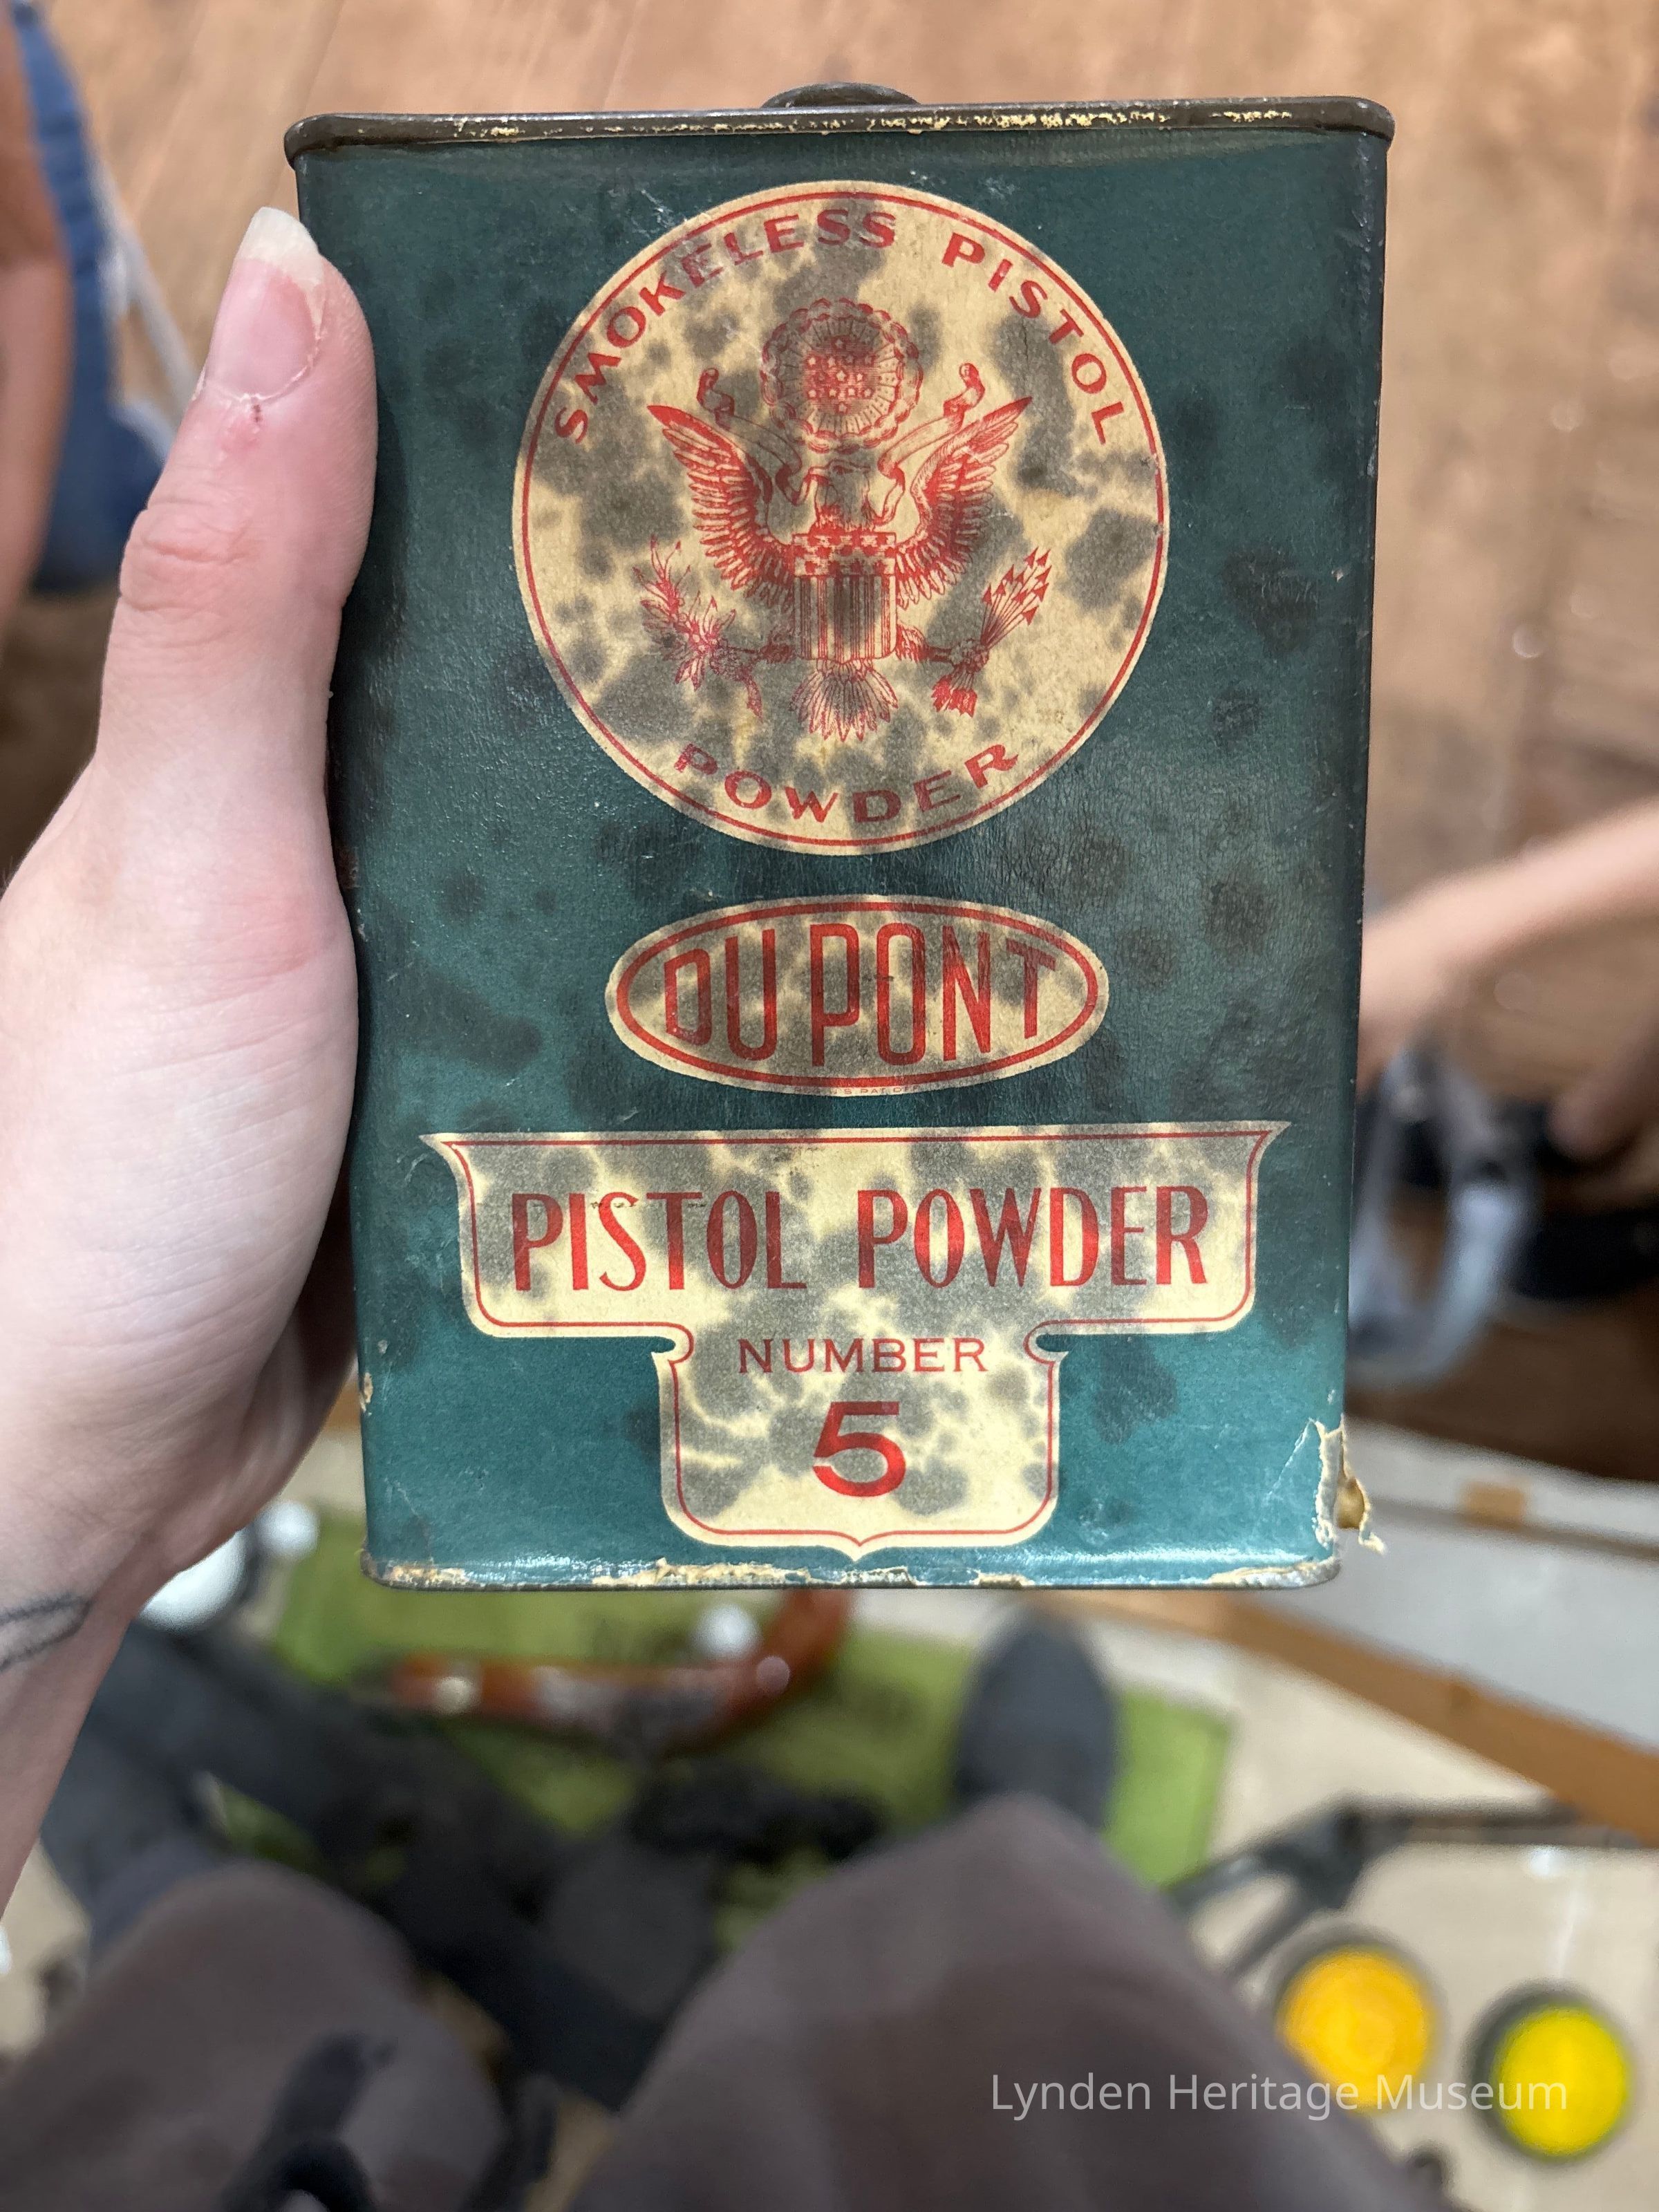 SMOKELESS PISTOL
POWDER
DU PONT
PISTOL POWDER
NUMBER
5
Lynden Heritage Museum